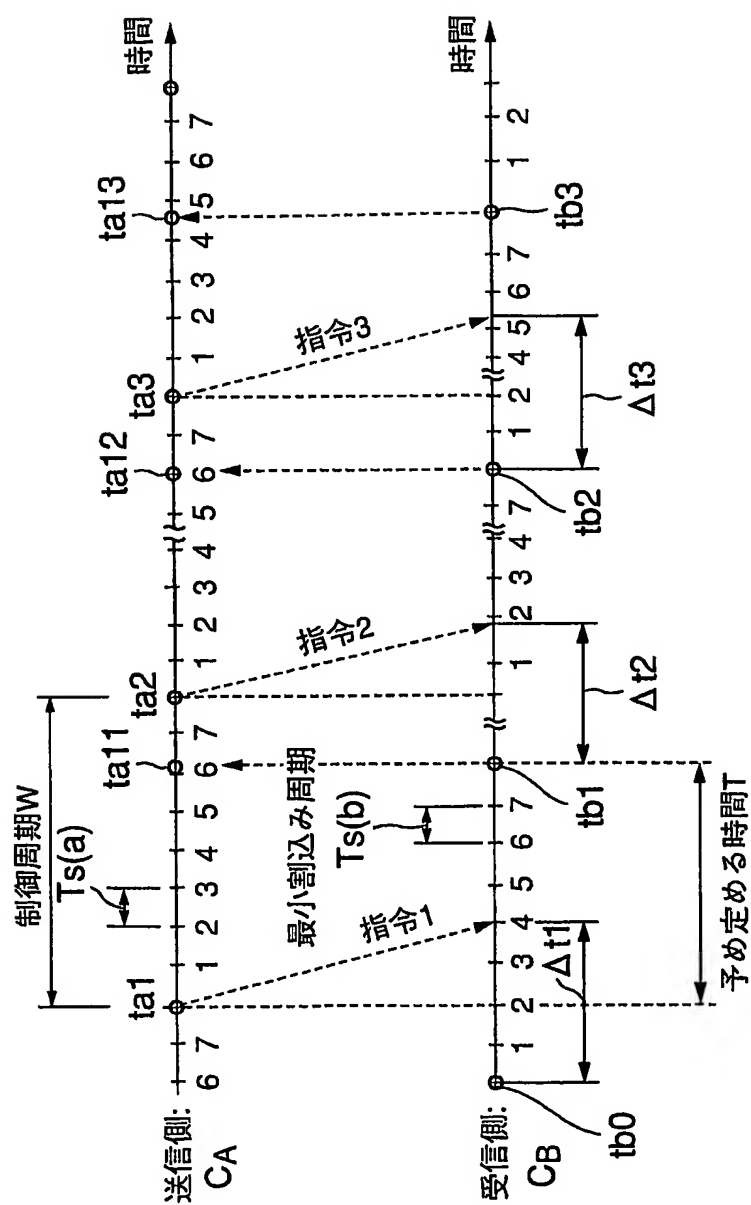 制御周期W
Ts(a)
ta1
ta11
ta2
ta12
ta3
ta13
時間
送信側:
CA
6 7 1 2 3 4 5 6 7 1 2 3 4 5 6 7 1 2 3 4 5 6 7
指令1
最小割込み周期
Ts(b)
指令2
指令3
時間
受信側:
CB
1 2 3 4 5 6 7 1 2 3 4 7 1 2 4 5 6 7 1 2
tb0
Δt1
tb1
Δt2
tb2
Δt3
tb3
予め定める時間T